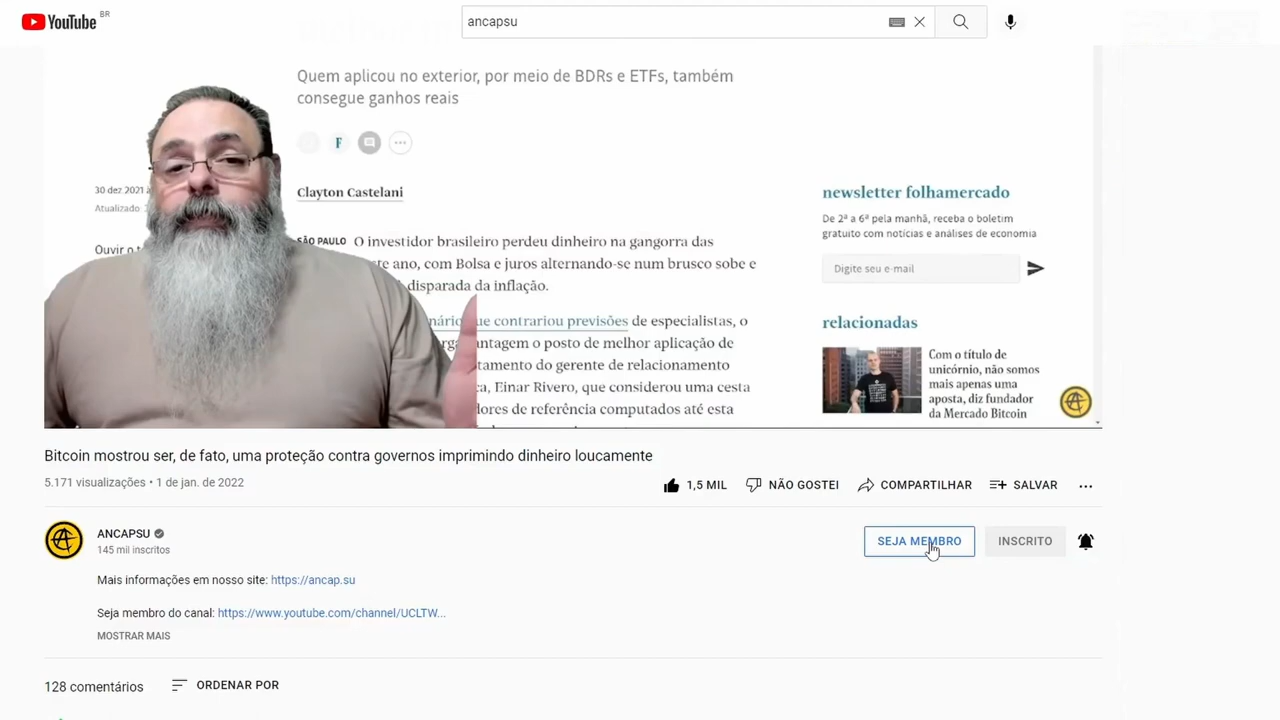 YouTube BR
ancapsu
Quem aplicou no exterior, por meio de BDRs e ETFs, também
consegue ganhos reais
F
30 dez 2021
Atualizado
Clayton Castelani
Ouvir o
SÃO PAULO O investidor brasileiro perdeu dinheiro na gangorra das
te ano, com Bolsa e juros alternando-se num brusco sobe e
disparada da inflação.
nário que contrariou previsões de especialistas, o
antagem o posto de melhor aplicação de
tamento do gerente de relacionamento
ca, Einar Rivero, que considerou uma cesta
dores de referência computados até esta
newsletter folhamercado
De 2ª a 6ª pela manhã, receba o boletim
gratuito com notícias e análises de economia
Digite seu e-mail
relacionadas
Com o título de
unicórnio, não somos
mais apenas uma
aposta, diz fundador
da Mercado Bitcoin
Bitcoin mostrou ser, de fato, uma proteção contra governos imprimindo dinheiro loucamente
5.171 visualizações • 1 de jan. de 2022
1,5 MIL NÃO GOSTEI COMPARTILHAR SALVAR
ANCAPSU
145 mil inscritos
SEJA MEMBRO INSCRITO
Mais informações em nosso site: https://ancap.su
Seja membro do canal: https://www.youtube.com/channel/UCLTW...
MOSTRAR MAIS
128 comentários ORDENAR POR